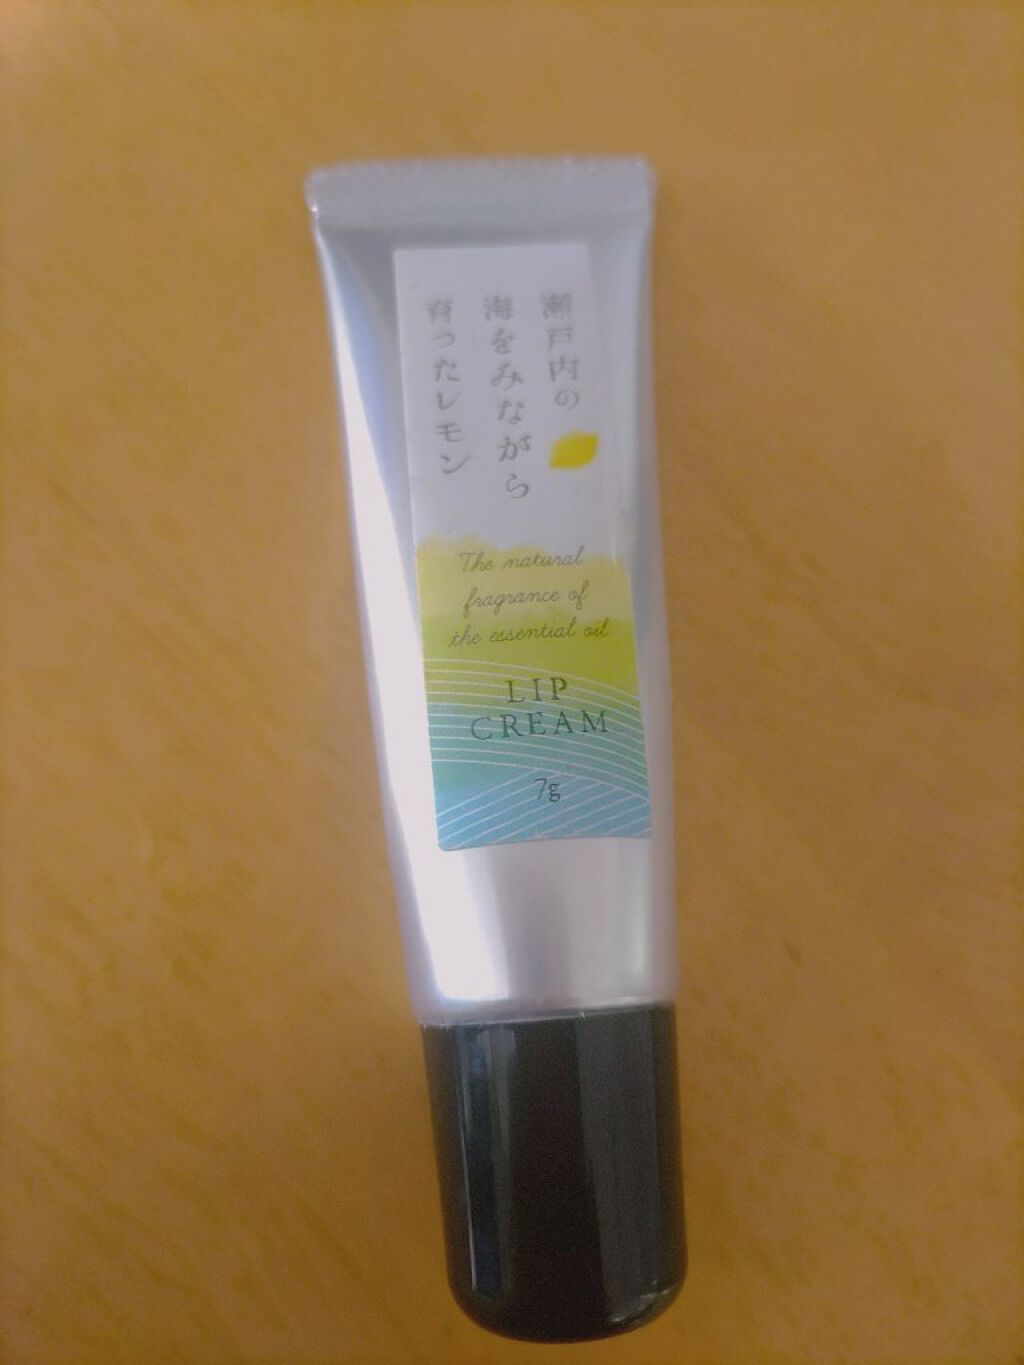 瀬戸内の
海をみながら
育ったレモン
The natural
fragrance of
the essential oil
LIP
CREAM
7g